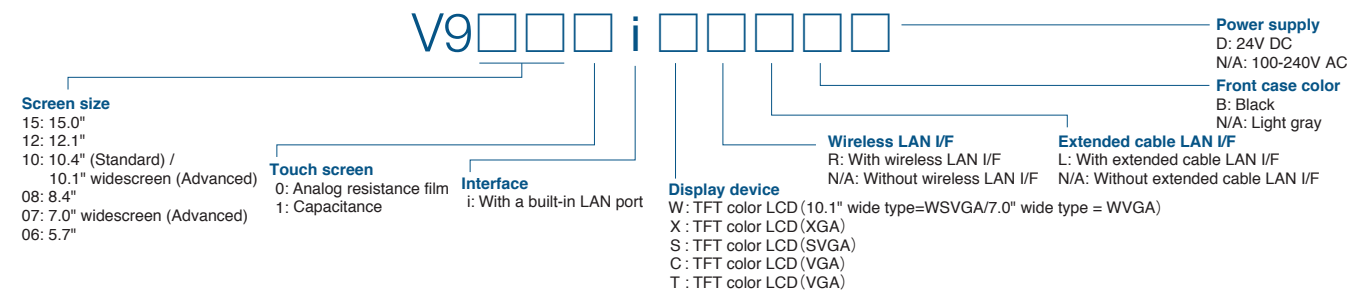 V9□□□i□□□□□
Power supply
D: 24V DC
N/A: 100-240V AC
Front case color
B: Black
N/A: Light gray
Screen size
15: 15.0"
12: 12.1"
10: 10.4" (Standard) /
10.1" widescreen (Advanced)
08: 8.4"
07: 7.0" widescreen (Advanced)
06: 5.7"
Touch screen
0: Analog resistance film
1: Capacitance
Interface
i: With a built-in LAN port
Wireless LAN I/F
R: With wireless LAN I/F
N/A: Without wireless LAN I/F
Extended cable LAN I/F
L: With extended cable LAN I/F
N/A: Without extended cable LAN I/F
Display device
W : TFT color LCD (10.1" wide type=WSVGA/7.0" wide type = WVGA)
X : TFT color LCD (XGA)
S : TFT color LCD (SVGA)
C : TFT color LCD (VGA)
T : TFT color LCD (VGA)